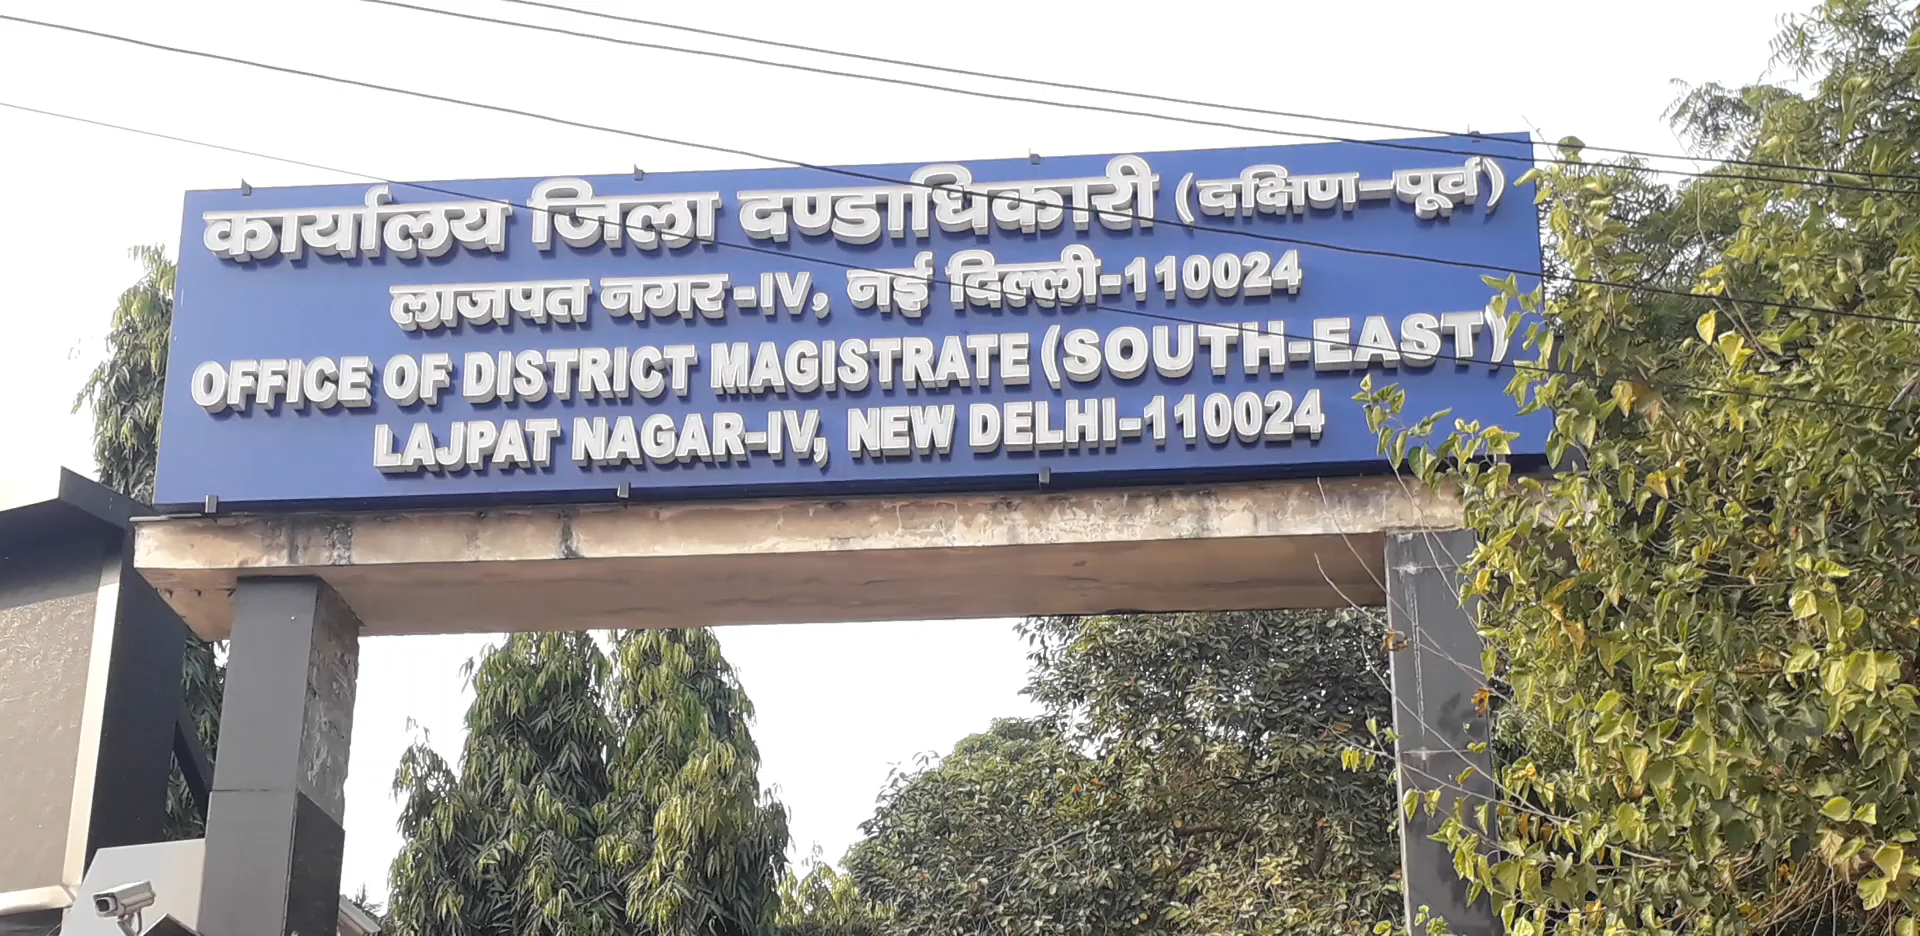 कार्यालय जिला दण्डाधिकारी (दक्षिण-पूर्व)
लाजपत नगर-IV, नई दिल्ली-110024
OFFICE OF DISTRICT MAGISTRATE (SOUTH-EAST)
LAJPAT NAGAR-IV, NEW DELHI-110024